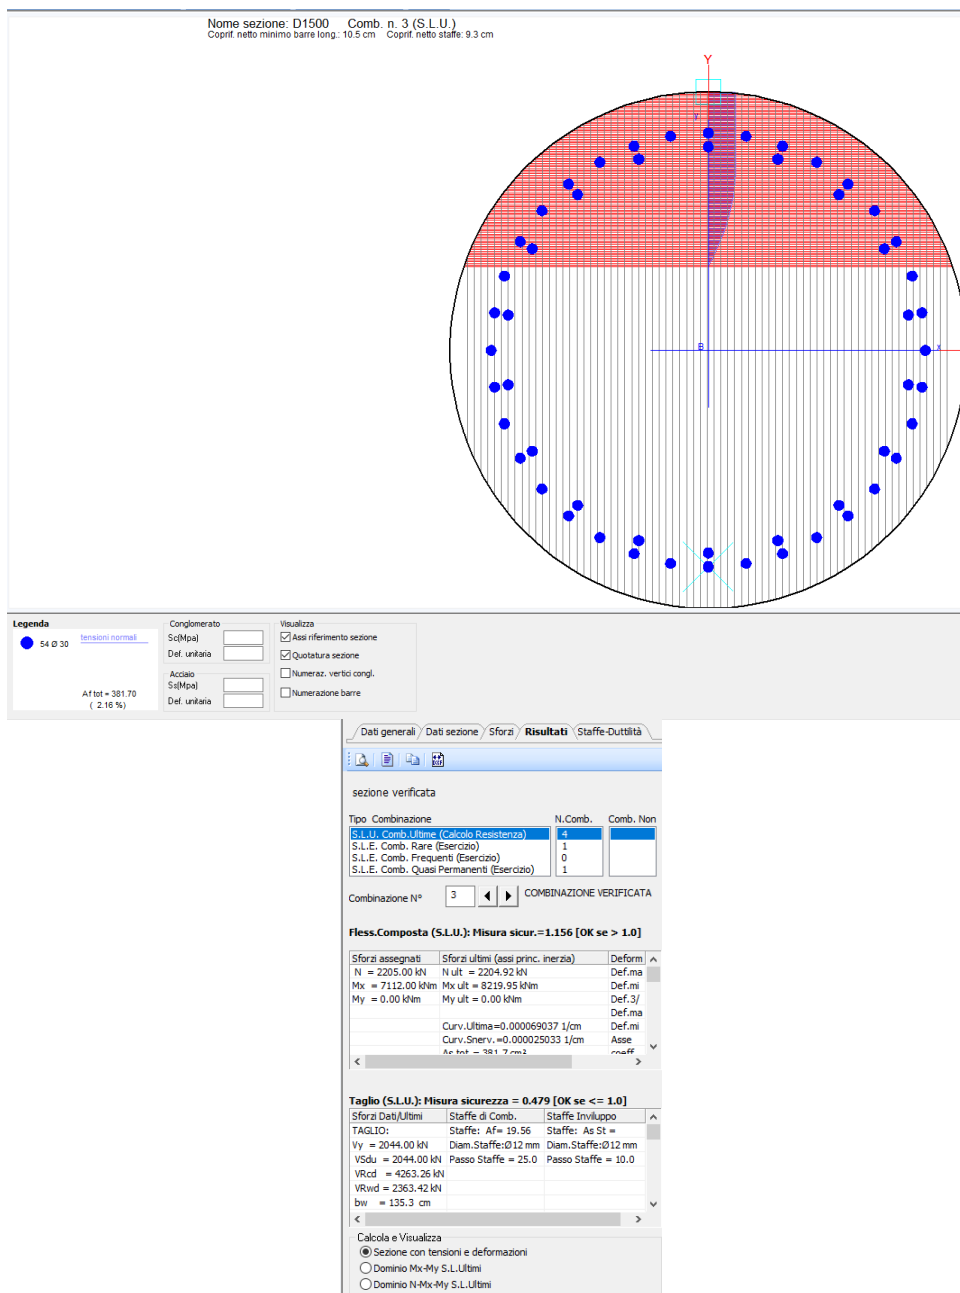 Nome sezione: D1500 Comb. n. 3 (S.L.U.)
Coprif. netto minimo barre long.: 10.5 cm Coprif. netto staffe: 9.3 cm
Y
y
B
x
Legenda
54 Ø 30
tensioni normali
Af tot = 381.70
( 2.16 %)
Conglomerato
Sc(Mpa)
Def. unitaria
Acciaio
Ss(Mpa)
Def. unitaria
Visualizza
Assi riferimento sezione
Quotatura sezione
Numeraz. vertici congl.
Numerazione barre
Dati generali Dati sezione Sforzi Risultati Staffe-Duttilità
DXF
sezione verificata
Tipo Combinazione N.Comb. Comb. Non
S.L.U. Comb.Ultime (Calcolo Resistenza) 4
S.L.E. Comb. Rare (Esercizio) 1
S.L.E. Comb. Frequenti (Esercizio) 0
S.L.E. Comb. Quasi Permanenti (Esercizio) 1
Combinazione N° 3 COMBINAZIONE VERIFICATA
Fless.Composta (S.L.U.): Misura sicur.=1.156 [OK se > 1.0]
Sforzi assegnati Sforzi ultimi (assi princ. inerzia) Deform
N = 2205.00 kN N ult = 2204.92 kN Def.ma
Mx = 7112.00 kNm Mx ult = 8219.95 kNm Def.mi
My = 0.00 kNm My ult = 0.00 kNm Def.3/
Def.ma
Curv.Ultima=0.000069037 1/cm Def.mi
Curv.Snerv.=0.000025033 1/cm Asse
As tot = 381.7 cm² coeff
Taglio (S.L.U.): Misura sicurezza = 0.479 [OK se <= 1.0]
Sforzi Dati/Ultimi Staffe di Comb. Staffe Inviluppo
TAGLIO: Staffe: Af= 19.56 Staffe: As St =
Vy = 2044.00 kN Diam.Staffe:Ø12 mm Diam.Staffe:Ø12 mm
VSdu = 2044.00 kN Passo Staffe = 25.0 Passo Staffe = 10.0
VRcd = 4263.26 kN
VRwd = 2363.42 kN
bw = 135.3 cm
Calcola e Visualizza
Sezione con tensioni e deformazioni
Dominio Mx-My S.L.Ultimi
Dominio N-Mx-My S.L.Ultimi